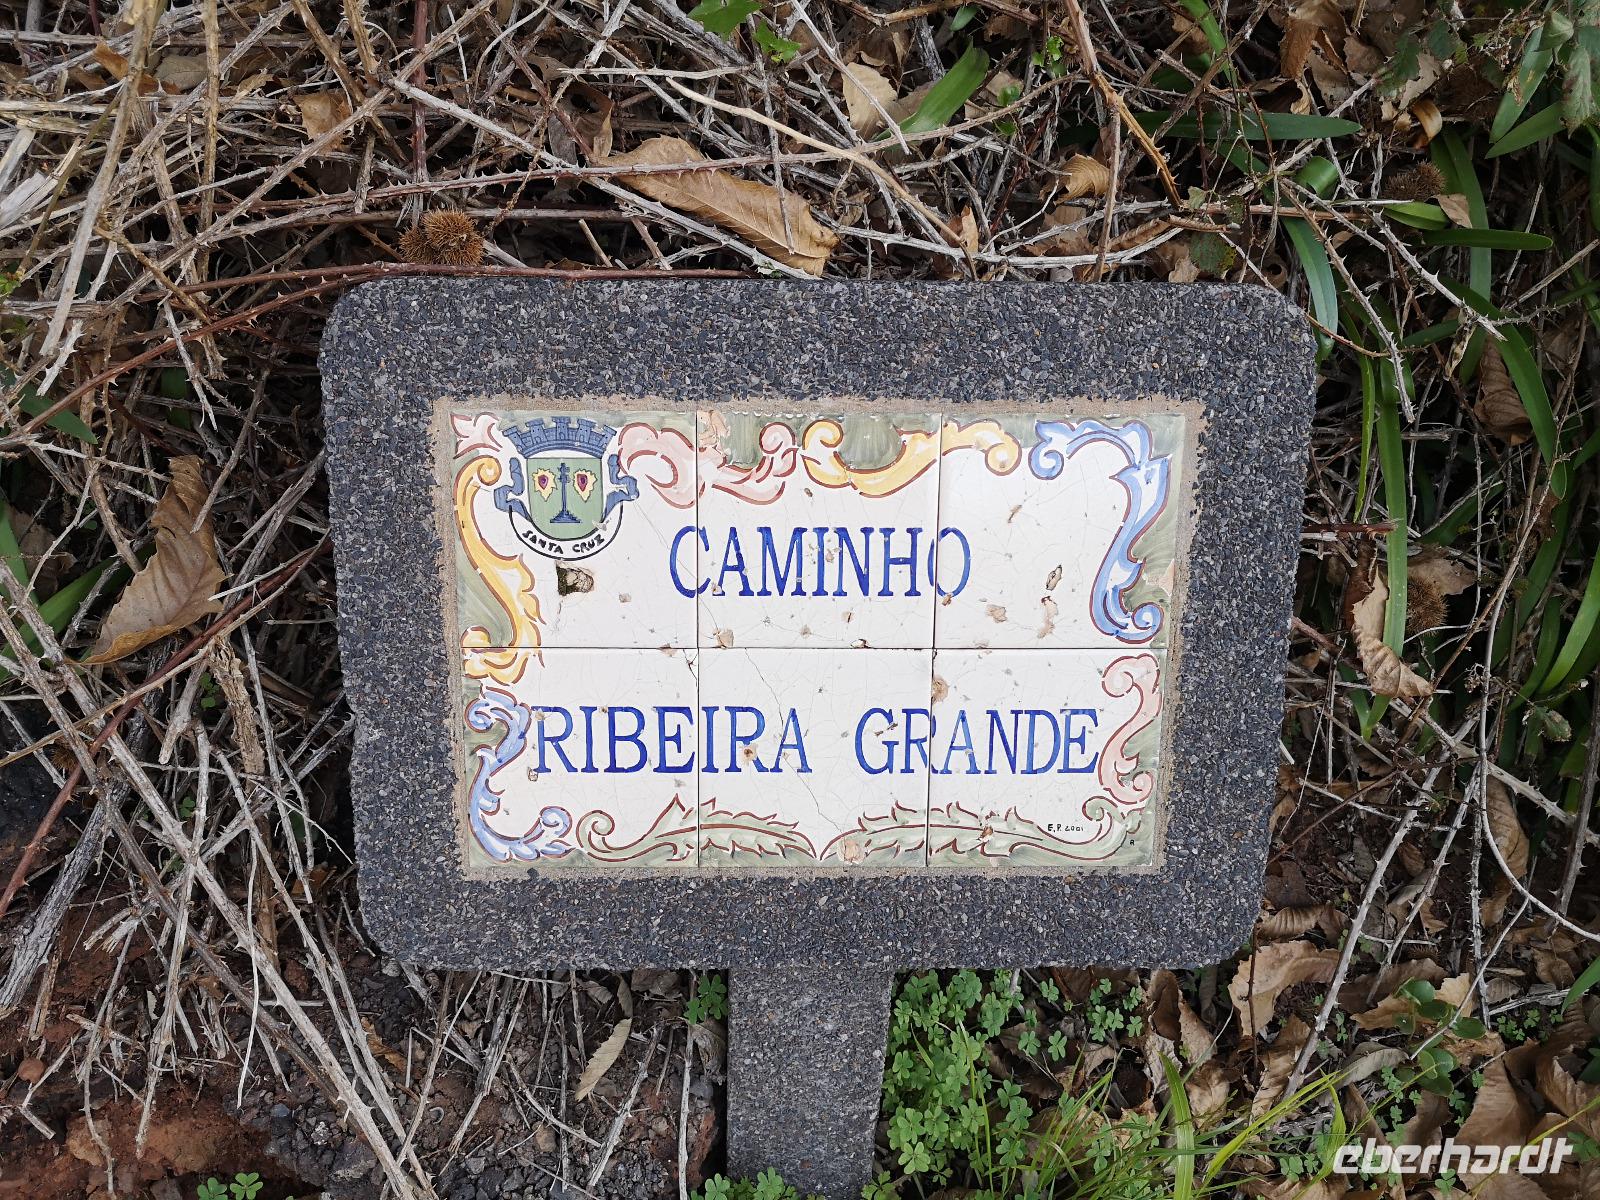 SANTA CRUZ
CAMINHO
RIBEIRA GRANDE
E.P. 2001
eberhardt